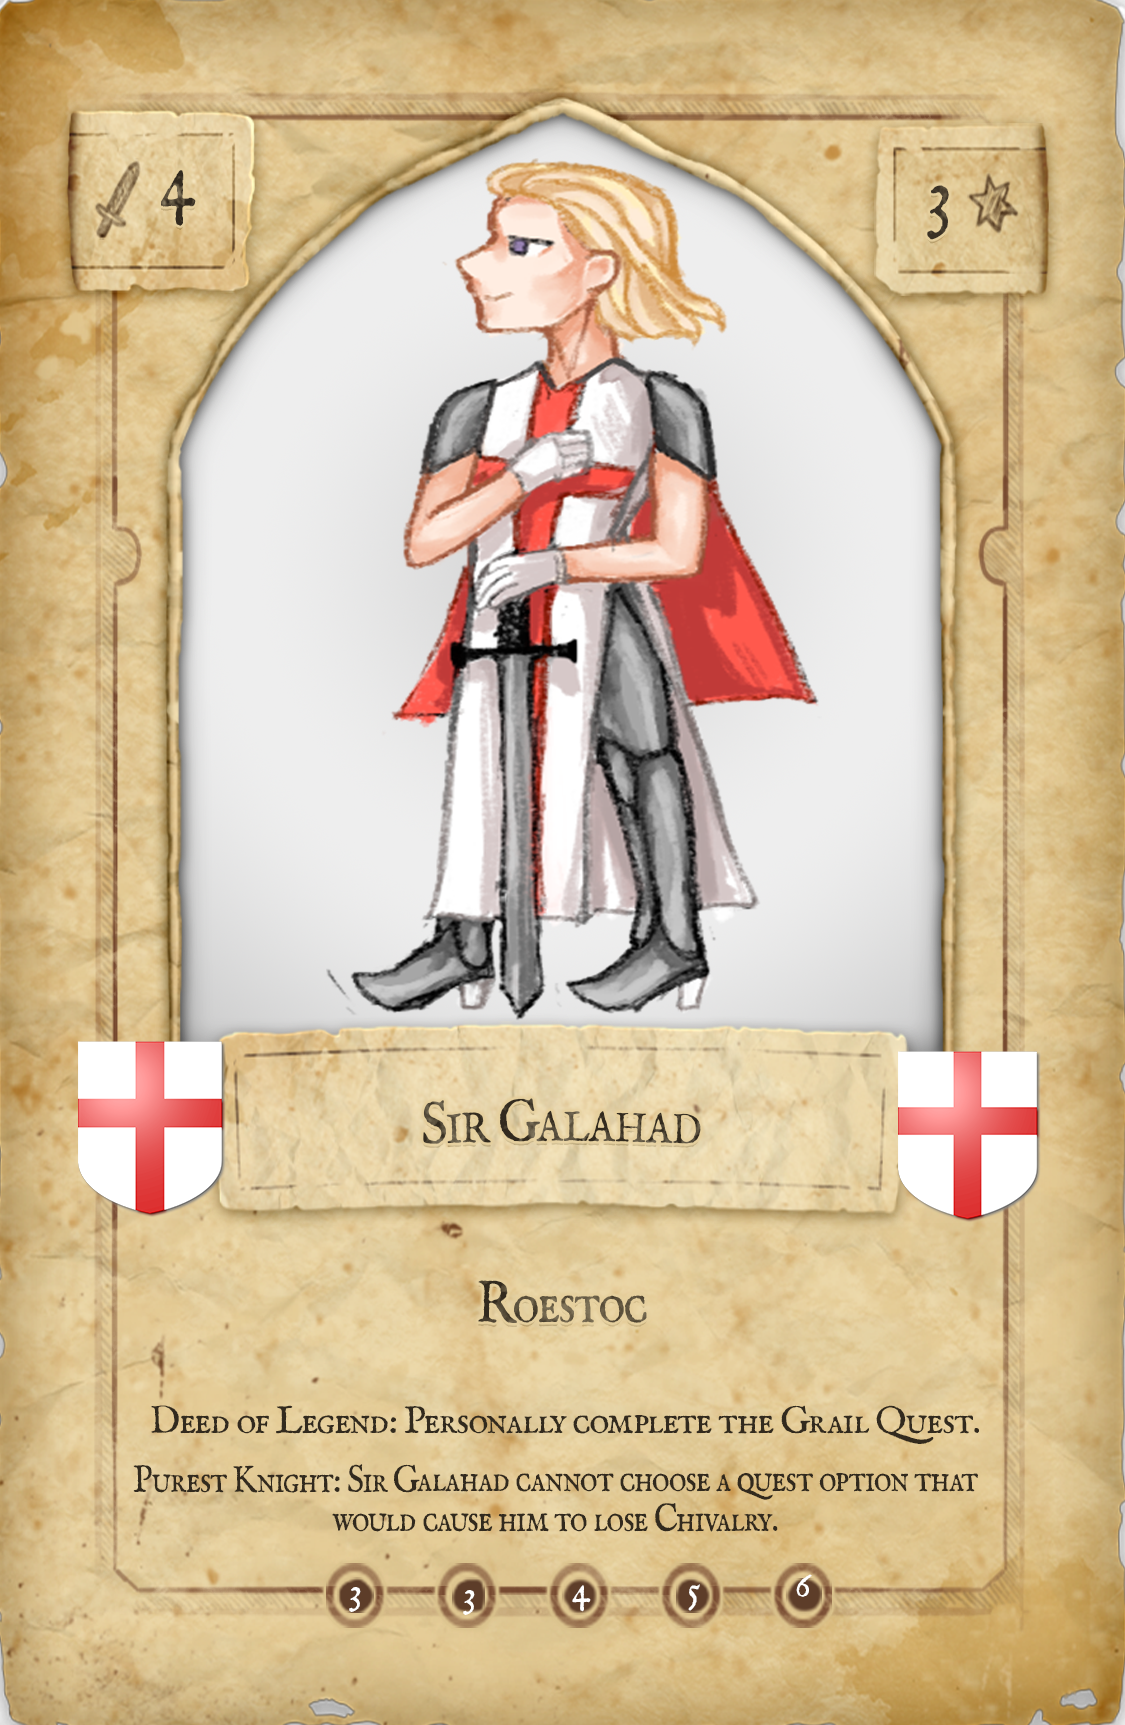 4
3
Sir Galahad
Roestoc
Deed of Legend: Personally complete the Grail Quest.
Purest Knight: Sir Galahad cannot choose a quest option that
would cause him to lose Chivalry.
3 3 4 5 6